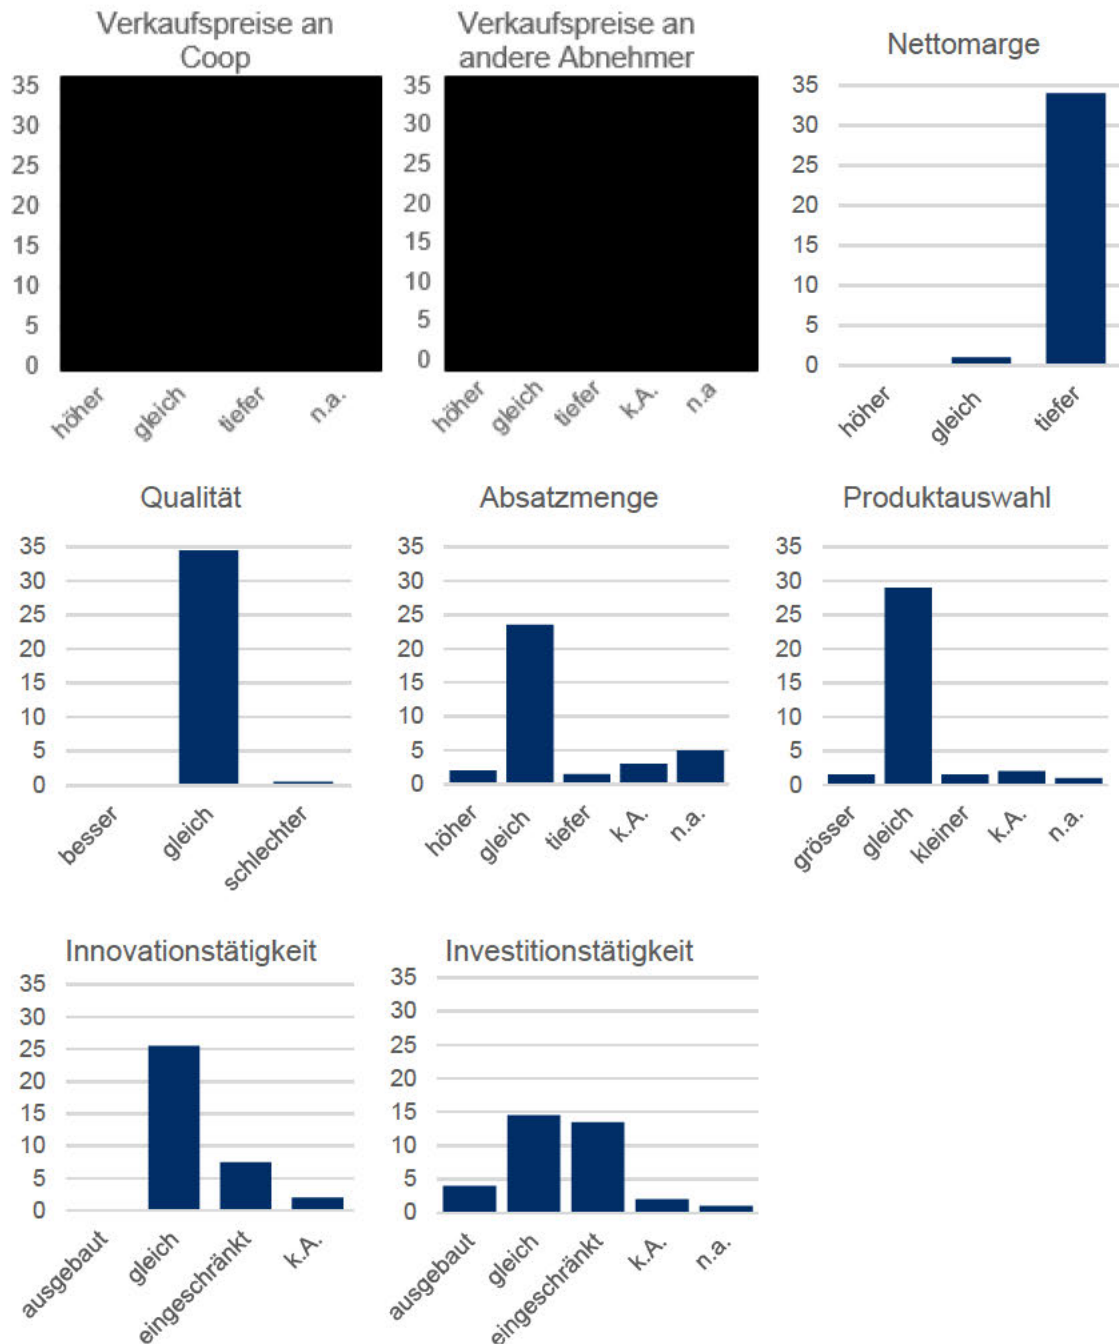 Verkaufspreise an
Coop
35
30
25
20
15
10
5
0
höher
gleich
tiefer
n.a.
Verkaufspreise an
andere Abnehmer
35
30
25
20
15
10
5
0
höher
gleich
tiefer
k.A.
n.a
Nettomarge
35
30
25
20
15
10
5
0
höher
gleich
tiefer
Qualität
35
30
25
20
15
10
5
0
besser
gleich
schlechter
Absatzmenge
35
30
25
20
15
10
5
0
höher
gleich
tiefer
k.A.
n.a.
Produktauswahl
35
30
25
20
15
10
5
0
grösser
gleich
kleiner
k.A.
n.a.
Innovationstätigkeit
35
30
25
20
15
10
5
0
ausgebaut
gleich
eingeschränkt
k.A.
Investitionstätigkeit
35
30
25
20
15
10
5
0
ausgebaut
gleich
eingeschränkt
k.A.
n.a.